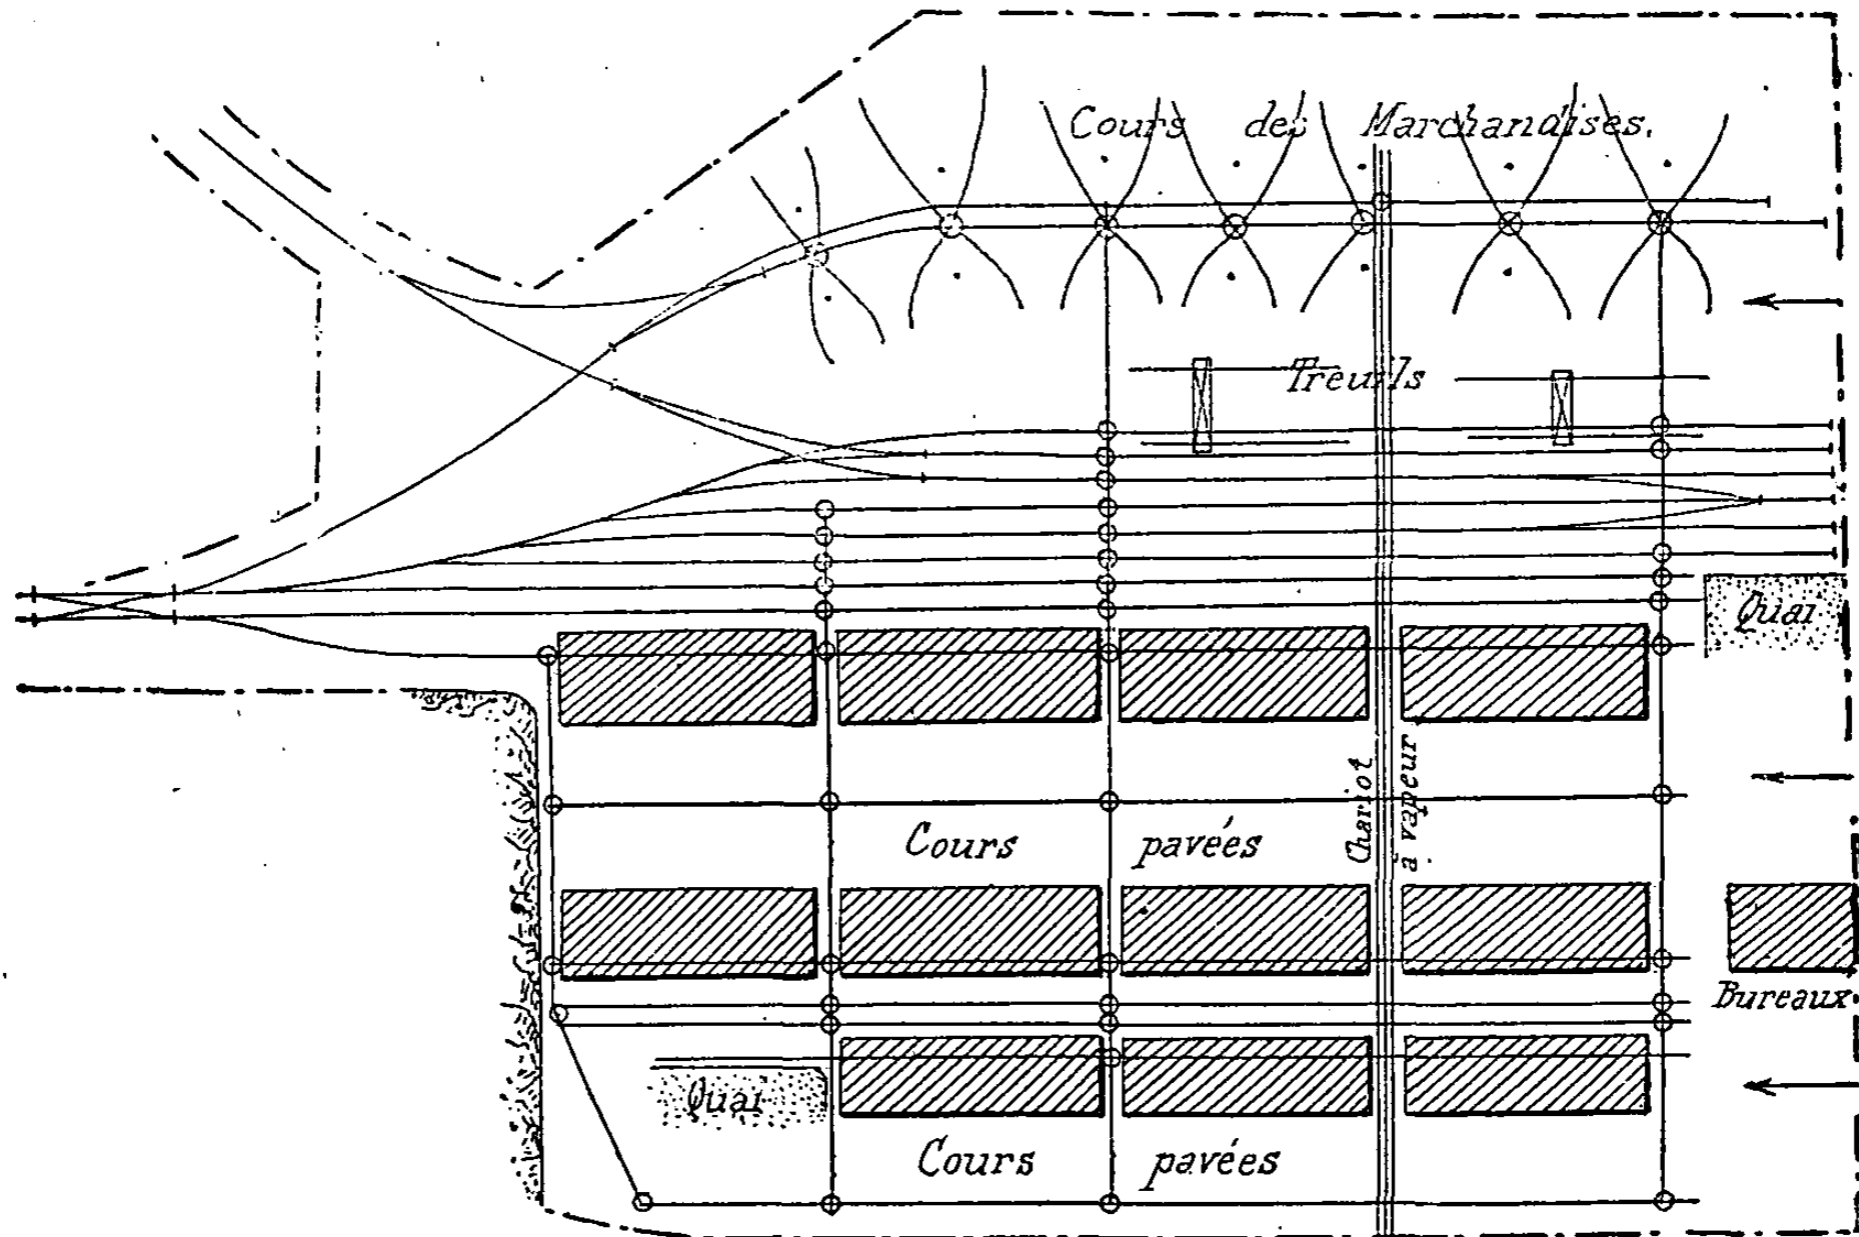 Cours des Marchandises.
Treuils
Quai
Chariot
à vapeur
Cours pavées
Bureaux
Quai
Cours pavées